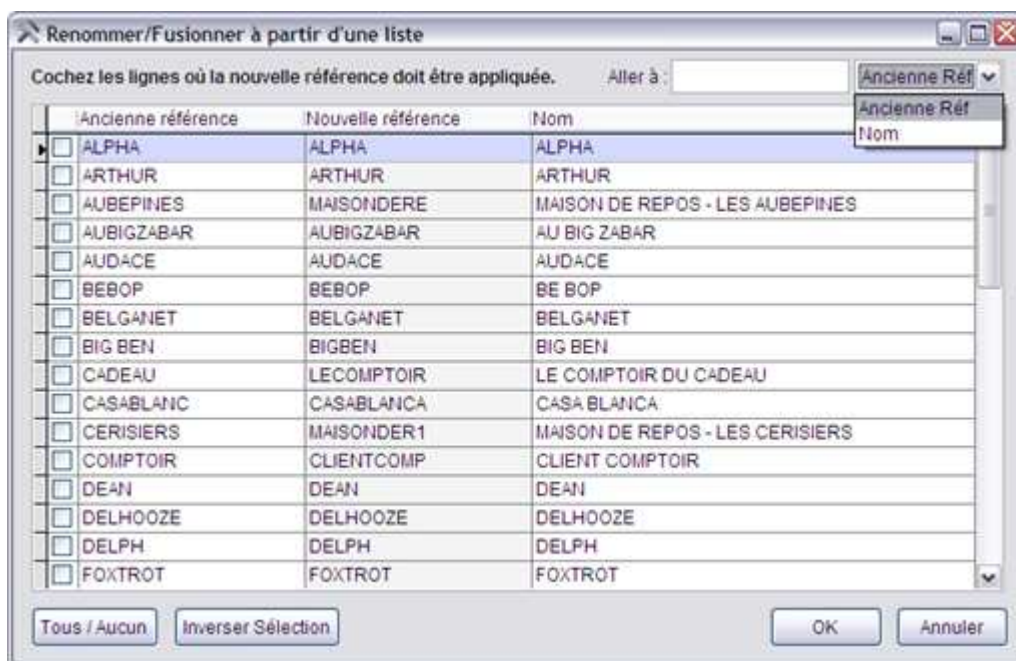 Renommer/Fusionner à partir d'une liste
Cochez les lignes où la nouvelle référence doit être appliquée. Aller à : Ancienne Réf
Ancienne Réf
Nom
Ancienne référence Nouvelle référence Nom
ALPHA ALPHA ALPHA
ARTHUR ARTHUR ARTHUR
AUBEPINES MAISONDERE MAISON DE REPOS - LES AUBEPINES
AUBIGZABAR AUBIGZABAR AU BIG ZABAR
AUDACE AUDACE AUDACE
BEBOP BEBOP BE BOP
BELGANET BELGANET BELGANET
BIG BEN BIGBEN BIG BEN
CADEAU LECOMPTOIR LE COMPTOIR DU CADEAU
CASABLANC CASABLANCA CASA BLANCA
CERISIERS MAISONDER1 MAISON DE REPOS - LES CERISIERS
COMPTOIR CLIENTCOMP CLIENT COMPTOIR
DEAN DEAN DEAN
DELHOOZE DELHOOZE DELHOOZE
DELPH DELPH DELPH
FOXTROT FOXTROT FOXTROT
Tous / Aucun Inverser Sélection OK Annuler